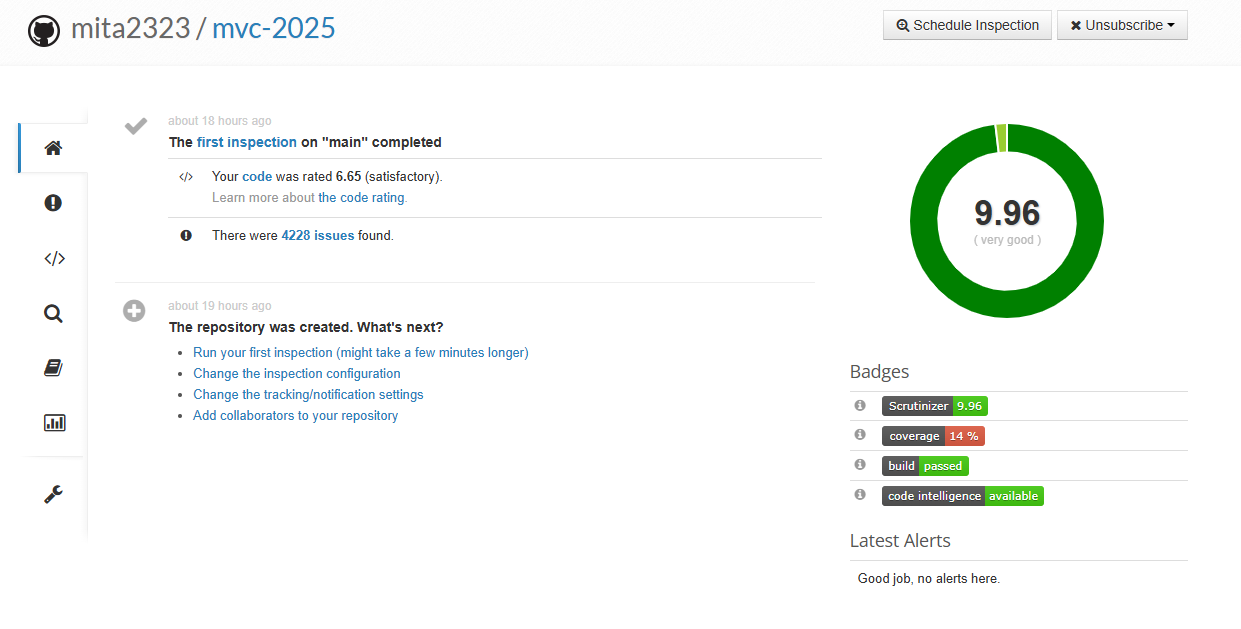 mita2323 / mvc-2025
Schedule Inspection
Unsubscribe
about 18 hours ago
The first inspection on "main" completed
Your code was rated 6.65 (satisfactory).
Learn more about the code rating.
There were 4228 issues found.
about 19 hours ago
The repository was created. What's next?
Run your first inspection (might take a few minutes longer)
Change the inspection configuration
Change the tracking/notification settings
Add collaborators to your repository
9.96
( very good )
Badges
Scrutinizer 9.96
coverage 14 %
build passed
code intelligence available
Latest Alerts
Good job, no alerts here.